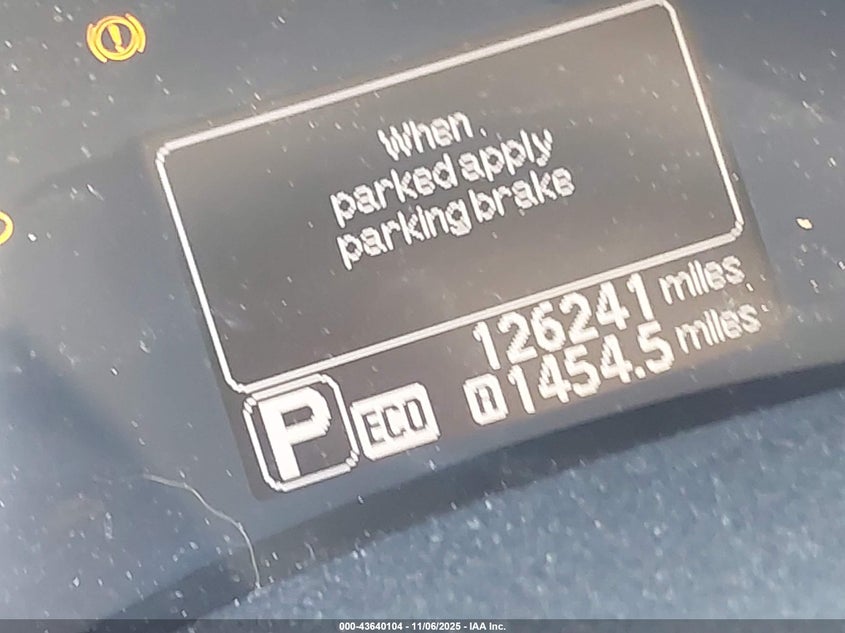 When
parked apply
parking brake
126241 miles
A 1454.5 miles
P ECO
000-43640104 - 11/06/2025 - IAA Inc.